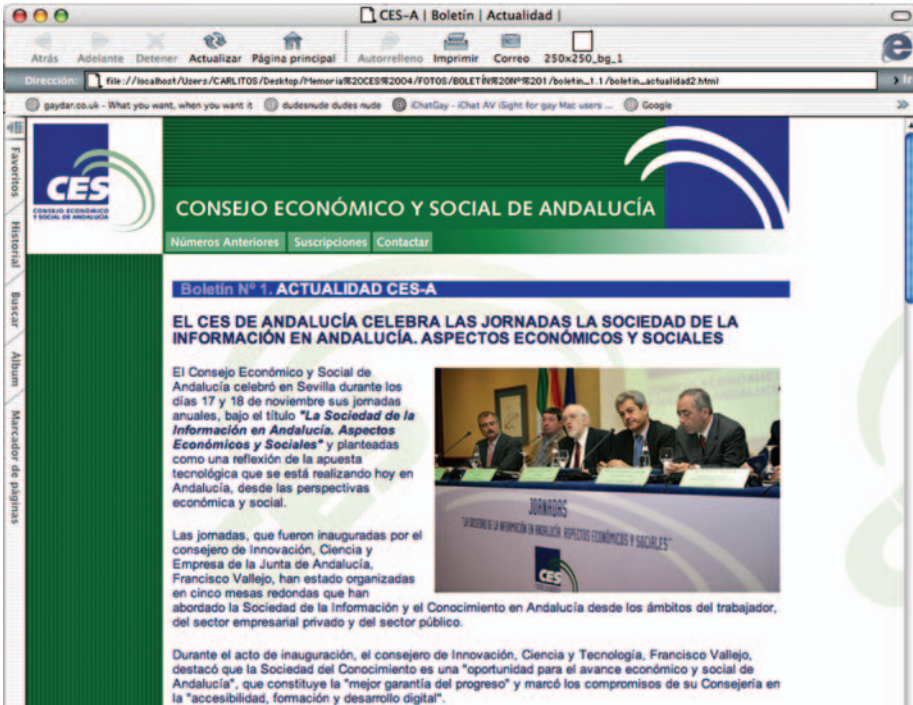 CES-A | Boletín | Actualidad |
Atrás Adelante Detener Actualizar Página principal Autorrelleno Imprimir Correo 250x250_bg_1
Dirección: file://localhost/Users/CARLITOS/Desktop/Memoria%20CES%2004/FOTOS/BOLETÍN%20Nº%201/boletin_1.1/boletin_actualidad2.html Ir
gaydar.co.uk - What you want, when you want it dudesnude dudes nude iChatGay - iChat AV iSight for gay Mac users ... Google
Favoritos
Historial
Buscar
Álbum
Marcador de páginas
CES
CONSEJO ECONÓMICO
Y SOCIAL DE ANDALUCÍA
CONSEJO ECONÓMICO Y SOCIAL DE ANDALUCÍA
Números Anteriores Suscripciones Contactar
Boletín Nº 1. ACTUALIDAD CES-A
EL CES DE ANDALUCÍA CELEBRA LAS JORNADAS LA SOCIEDAD DE LA
INFORMACIÓN EN ANDALUCÍA. ASPECTOS ECONÓMICOS Y SOCIALES
El Consejo Económico y Social de
Andalucía celebró en Sevilla durante los
días 17 y 18 de noviembre sus jornadas
anuales, bajo el título "La Sociedad de la
Información en Andalucía. Aspectos
Económicos y Sociales" y planteadas
como una reflexión de la apuesta
tecnológica que se está realizando hoy en
Andalucía, desde las perspectivas
económica y social.
JORNADAS
"LA SOCIEDAD DE LA INFORMACIÓN EN ANDALUCÍA. ASPECTOS ECONÓMICOS Y SOCIALES"
CES
Las jornadas, que fueron inauguradas por el
consejero de Innovación, Ciencia y
Empresa de la Junta de Andalucía,
Francisco Vallejo, han estado organizadas
en cinco mesas redondas que han
abordado la Sociedad de la Información y el Conocimiento en Andalucía desde los ámbitos del trabajador,
del sector empresarial privado y del sector público.
Durante el acto de inauguración, el consejero de Innovación, Ciencia y Tecnología, Francisco Vallejo,
destacó que la Sociedad del Conocimiento es una "oportunidad para el avance económico y social de
Andalucía", que constituye la "mejor garantía del progreso" y marcó los compromisos de su Consejería en
la "accesibilidad, formación y desarrollo digital".